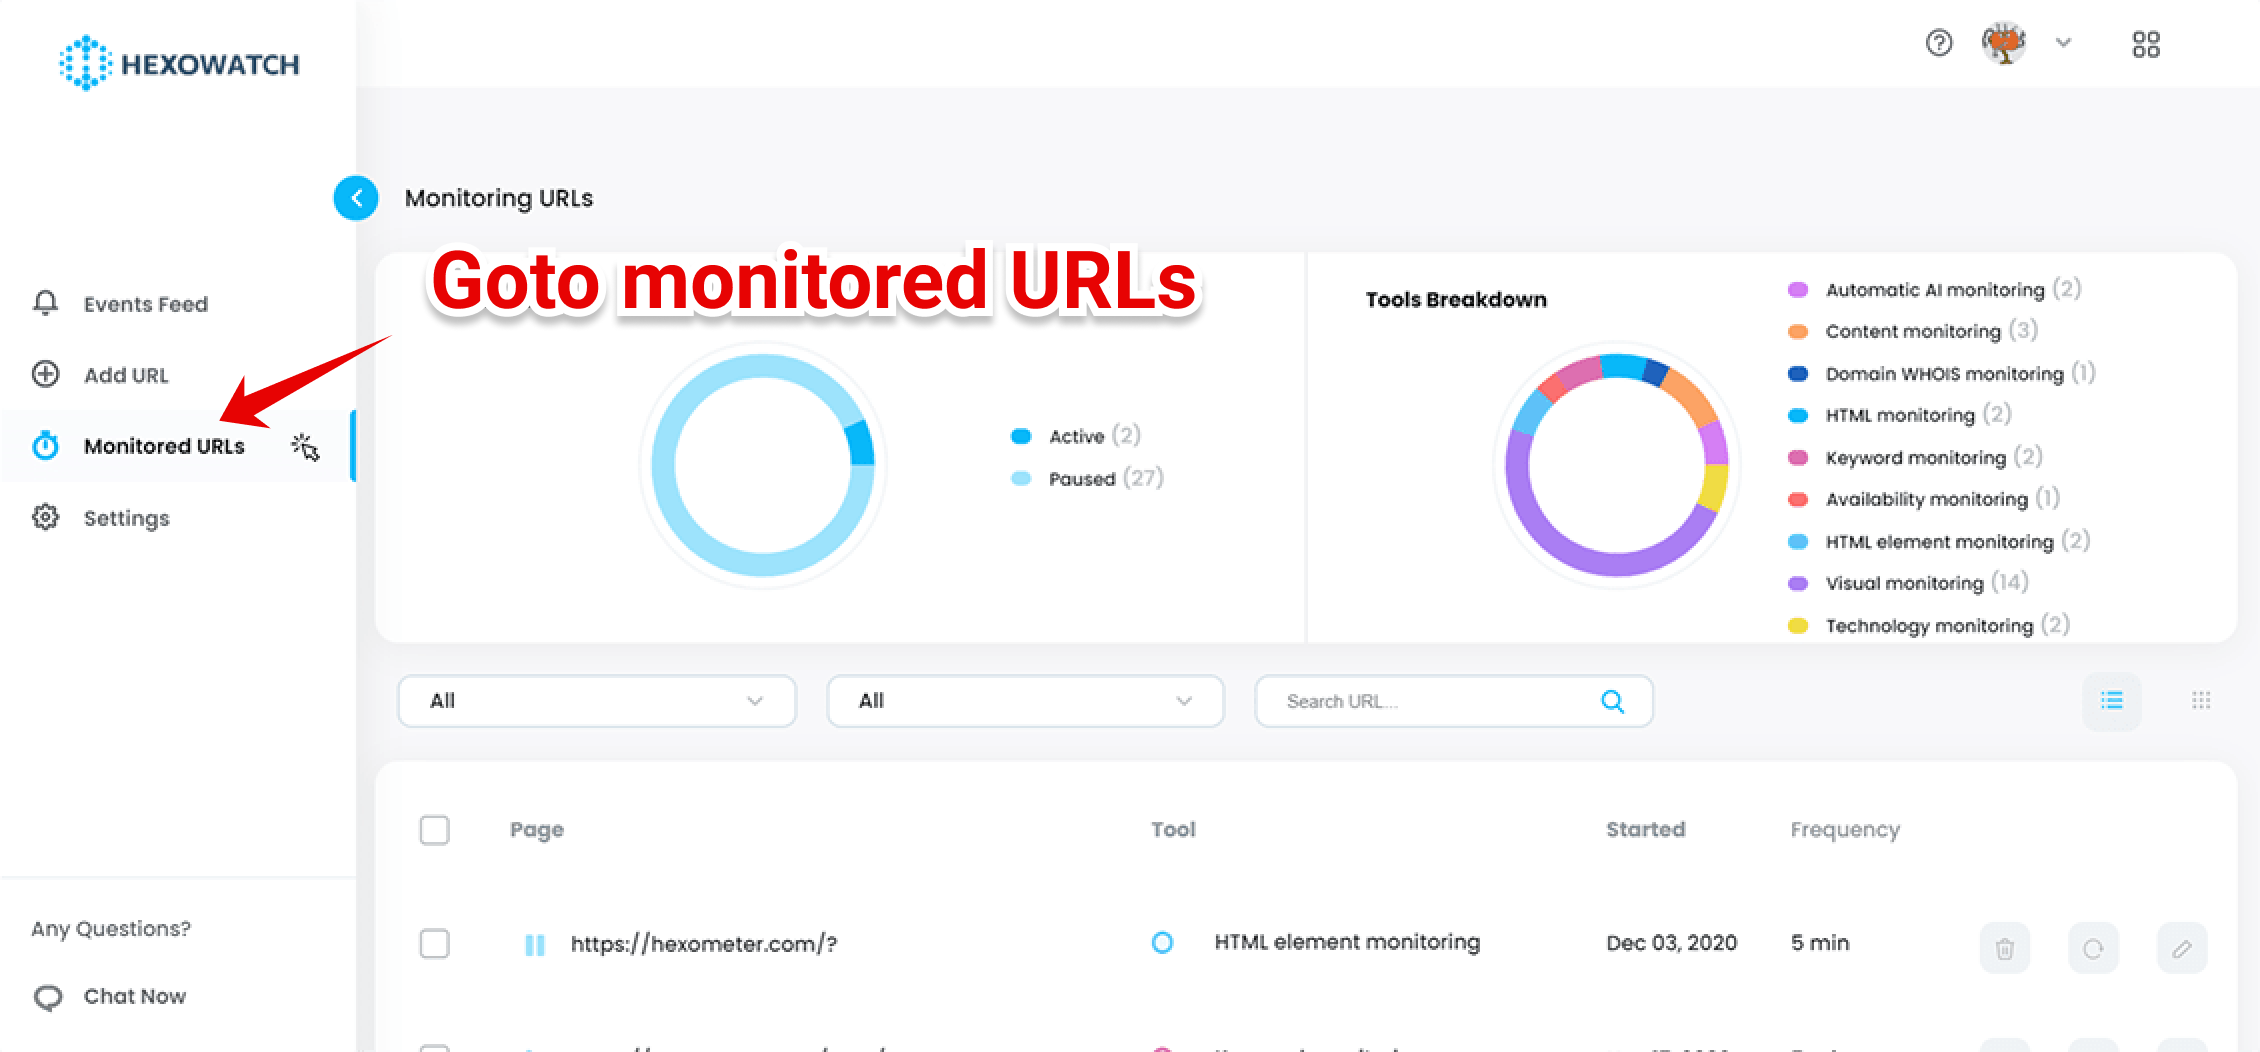 HEXOWATCH
Events Feed
Add URL
Monitored URLs
Settings
Any Questions?
Chat Now
Monitoring URLs
Goto monitored URLs
Active (2)
Paused (27)
Tools Breakdown
Automatic AI monitoring (2)
Content monitoring (3)
Domain WHOIS monitoring (1)
HTML monitoring (2)
Keyword monitoring (2)
Availability monitoring (1)
HTML element monitoring (2)
Visual monitoring (14)
Technology monitoring (2)
All All Search URL...
Page Tool Started Frequency
https://hexometer.com/? HTML element monitoring Dec 03, 2020 5 min